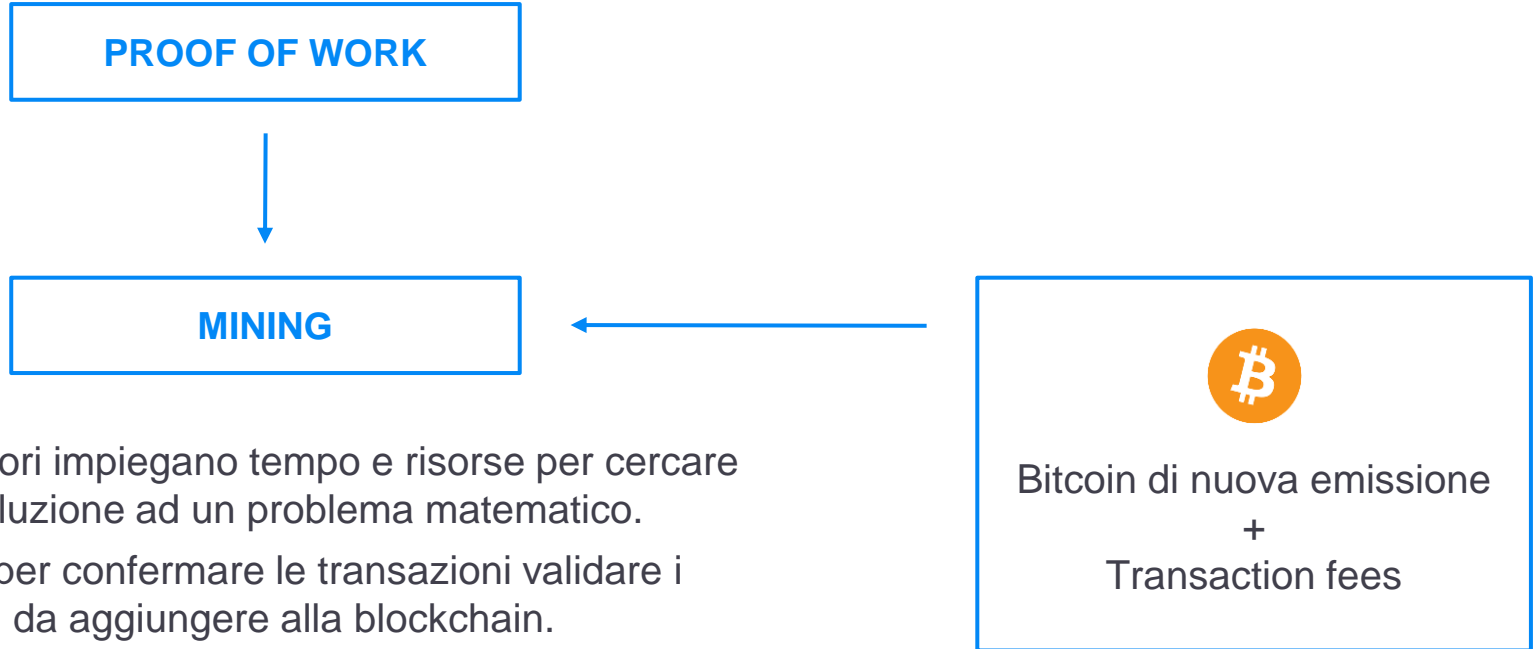 PROOF OF WORK
MINING
ori impiegano tempo e risorse per cercare
luzione ad un problema matematico.
per confermare le transazioni validare i
da aggiungere alla blockchain.
Bitcoin di nuova emissione
+
Transaction fees